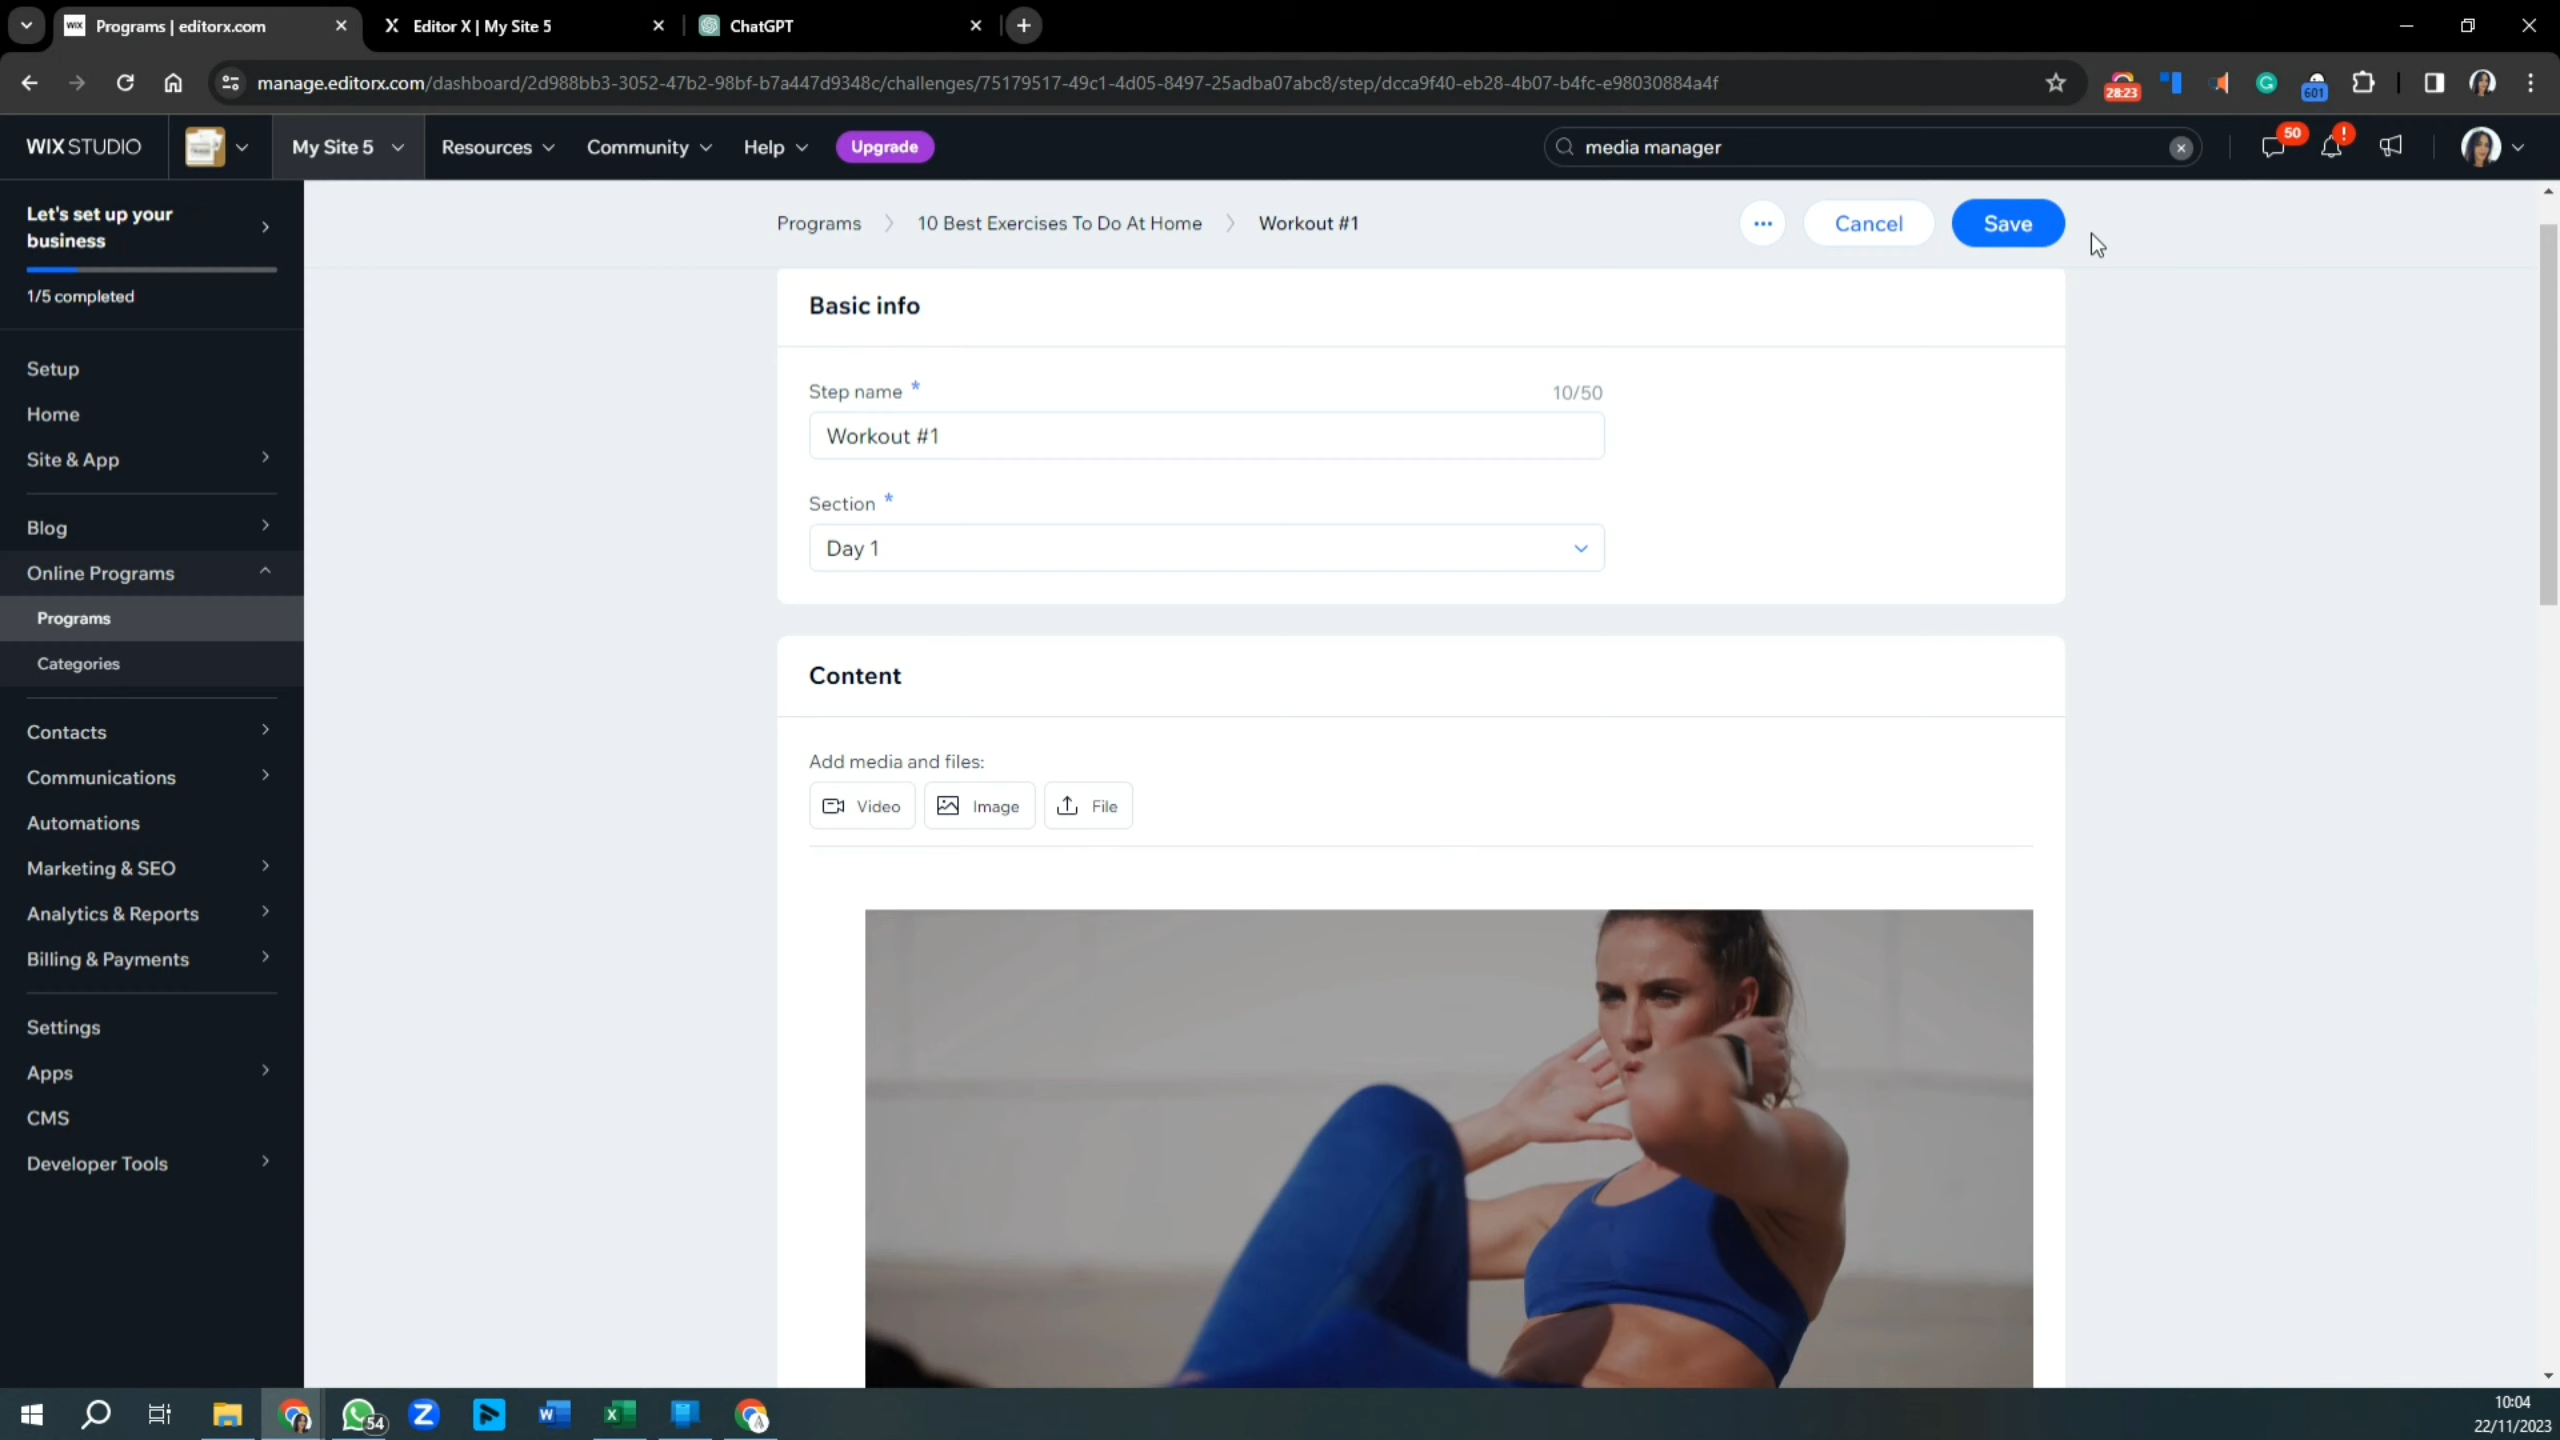 Programs | editorx.com
Editor X | My Site 5
ChatGPT
manage.editorx.com/dashboard/2d988bb3-3052-47b2-98bf-b7a447d9348c/challenges/75179517-49c1-4d05-8497-25adba07abc8/step/dcca9f40-eb28-4b07-b4fc-e98030884a4f
28:23
601
WIX STUDIO
My Site 5
Resources
Community
Help
Upgrade
media manager
50
Let's set up your
business
1/5 completed
Setup
Home
Site & App
Blog
Online Programs
Programs
Categories
Contacts
Communications
Automations
Marketing & SEO
Analytics & Reports
Billing & Payments
Settings
Apps
CMS
Developer Tools
Programs
10 Best Exercises To Do At Home
Workout #1
Cancel
Save
Basic info
Step name *
10/50
Workout #1
Section *
Day 1
Content
Add media and files:
Video
Image
File
54
10:04
22/11/2023